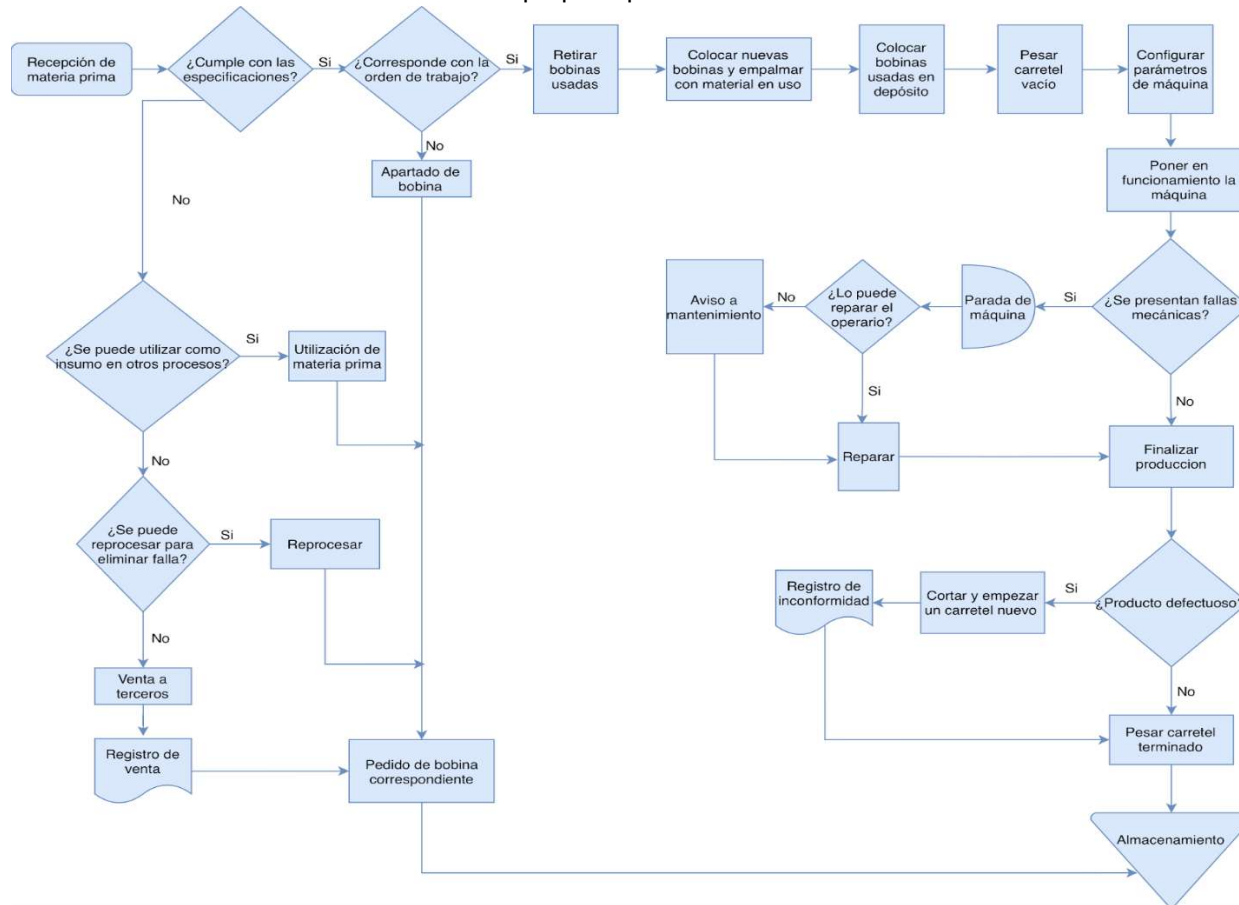 Recepción de
materia prima
¿Cumple con las
especificaciones?
Si
¿Corresponde con la
orden de trabajo?
Si
Retirar
bobinas
usadas
Colocar nuevas
bobinas y empalmar
con material en uso
Colocar
bobinas
usadas en
depósito
Pesar
carretel
vacío
Configurar
parámetros
de máquina
No
Apartado de
bobina
No
Poner en
funcionamiento la
máquina
¿Se presentan fallas
mecánicas?
Si
Parada de
máquina
¿Lo puede
reparar el
operario?
No
Aviso a
mantenimiento
Si
No
Reparar
Finalizar
produccion
¿Se puede utilizar como
insumo en otros procesos?
Si
Utilización de
materia prima
No
¿Se puede
reprocesar para
eliminar falla?
Si
Reprocesar
No
Venta a
terceros
Registro de
venta
Pedido de bobina
correspondiente
¿Producto defectuoso?
Si
Cortar y empezar
un carretel nuevo
Registro de
inconformidad
No
Pesar carretel
terminado
Almacenamiento